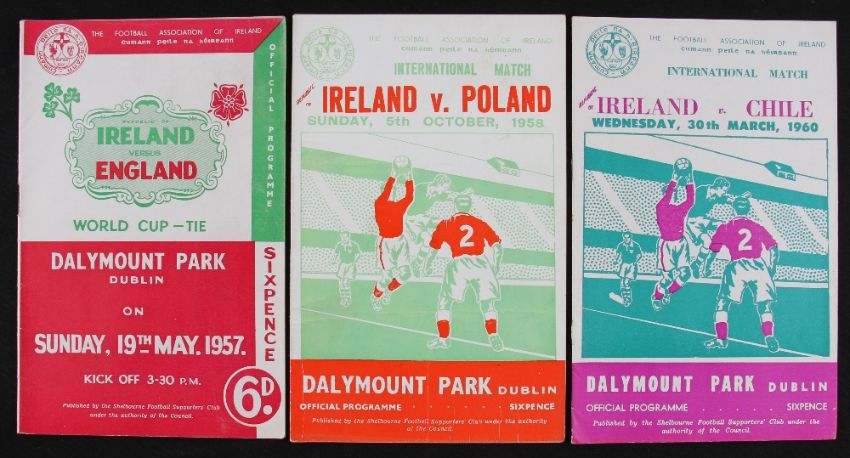 THE FOOTBALL ASSOCIATION OF IRELAND
cumann peile na héireann
OFFICIAL PROGRAMME
REPUBLIC OF
IRELAND
VERSUS
ENGLAND
WORLD CUP – TIE
DALYMOUNT PARK
DUBLIN
ON
SUNDAY, 19TH MAY. 1957.
KICK OFF 3-30 P.M.
Published by the Shelbourne Football Supporters' Club
under the authority of the Council.
SIXPENCE
6D.
THE FOOTBALL ASSOCIATION OF IRELAND
cumann peile na héireann
INTERNATIONAL MATCH
IRELAND v. POLAND
SUNDAY, 5th OCTOBER, 1958
2
DALYMOUNT PARK DUBLIN
OFFICIAL PROGRAMME . . . . . SIXPENCE
Published by the Shelbourne Football Supporters' Club under the authority
of the Council.
THE FOOTBALL ASSOCIATION OF IRELAND
cumann peile na héireann
INTERNATIONAL MATCH
IRELAND v. CHILE
WEDNESDAY, 30th MARCH, 1960
2
DALYMOUNT PARK DUBLIN
OFFICIAL PROGRAMME . . . . . SIXPENCE
Published by the Shelbourne Football Supporters' Club under the
authority of the Council.